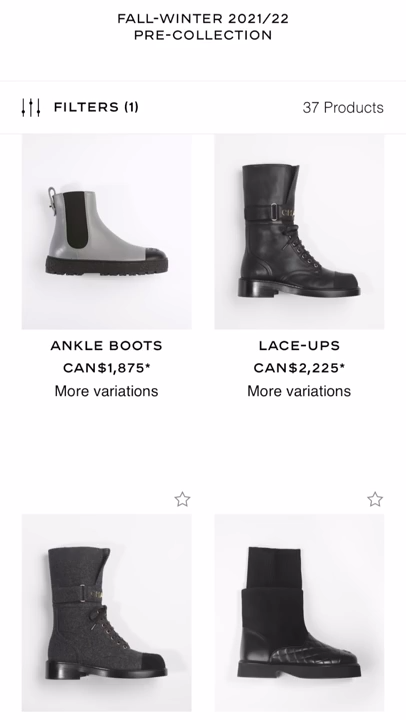 FALL-WINTER 2021/22
PRE-COLLECTION
FILTERS (1)
37 Products
ANKLE BOOTS
LACE-UPS
CAN$1,875*
CAN$2,225*
More variations
More variations